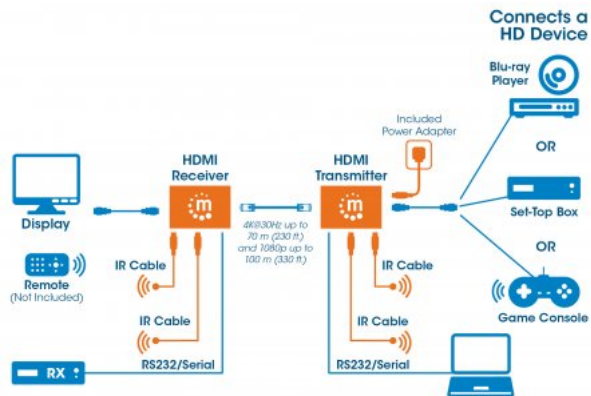 Connects a
HD Device
Blu-ray
Player
Included
Power Adapter
OR
HDMI
Receiver
HDMI
Transmitter
m
m
Display
4K@30Hz up to
70 m (230 ft.)
and 1080p up to
100 m (330 ft.)
Set-Top Box
OR
Remote
(Not Included)
IR Cable
IR Cable
Game Console
IR Cable
IR Cable
RX
RS232/Serial
RS232/Serial